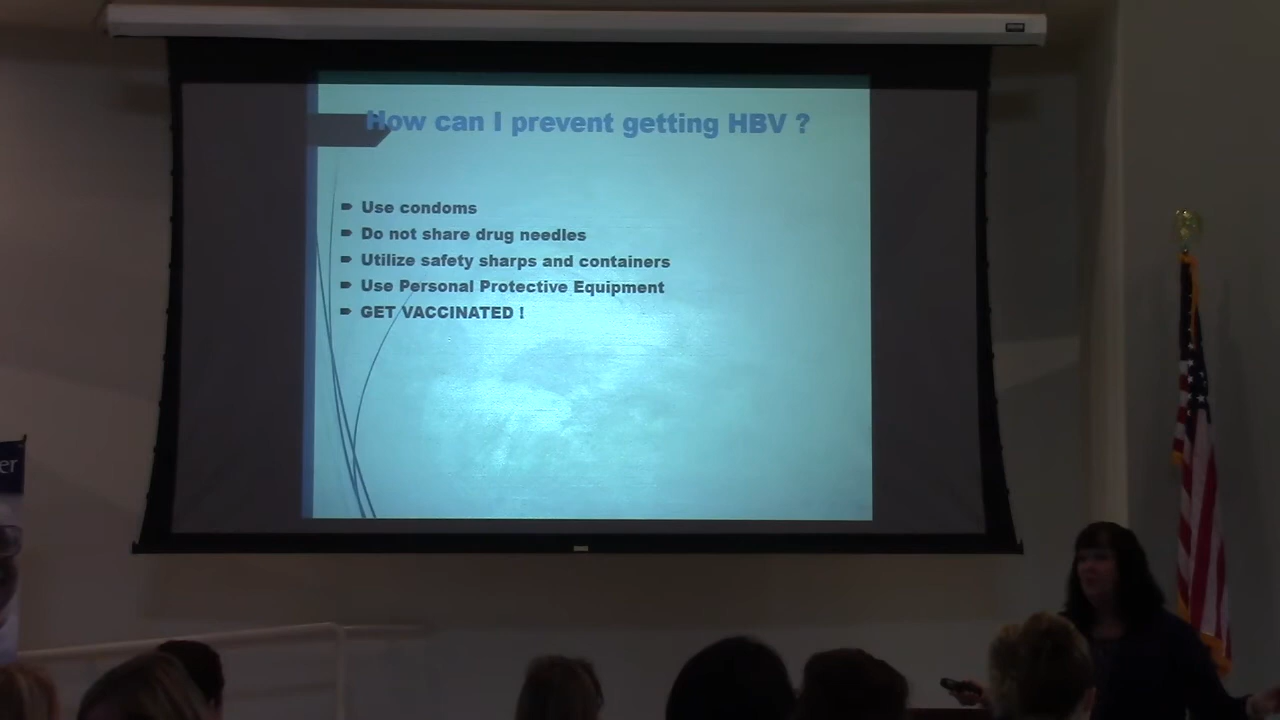 How can I prevent getting HBV ?
Use condoms
Do not share drug needles
Utilize safety sharps and containers
Use Personal Protective Equipment
GET VACCINATED !
er